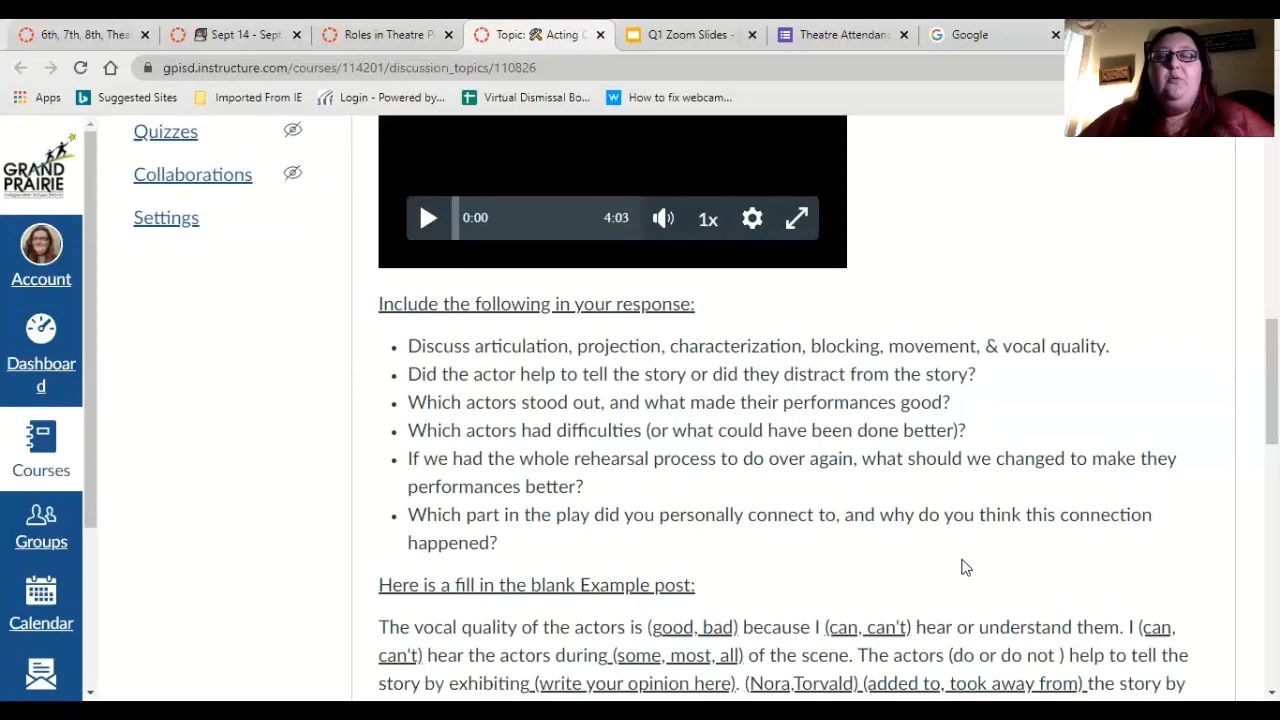 6th, 7th, 8th, Thea
Sept 14 - Sept
Roles in Theatre P
Topic: Acting C
Q1 Zoom Slides -
Theatre Attendan
Google
gpisd.instructure.com/courses/114201/discussion_topics/110826
Apps
Suggested Sites
Imported From IE
Login - Powered by...
Virtual Dismissal Bo...
How to fix webcam...
GRAND
PRAIRIE
Account
Dashboar
d
Courses
Groups
Calendar
Quizzes
Collaborations
Settings
0:00
4:03
1x
Include the following in your response:
• Discuss articulation, projection, characterization, blocking, movement, & vocal quality.
• Did the actor help to tell the story or did they distract from the story?
• Which actors stood out, and what made their performances good?
• Which actors had difficulties (or what could have been done better)?
• If we had the whole rehearsal process to do over again, what should we changed to make they
performances better?
• Which part in the play did you personally connect to, and why do you think this connection
happened?
Here is a fill in the blank Example post:
The vocal quality of the actors is (good, bad) because I (can, can't) hear or understand them. I (can,
can't) hear the actors during (some, most, all) of the scene. The actors (do or do not ) help to tell the
story by exhibiting (write your opinion here). (Nora,Torvald) (added to, took away from) the story by